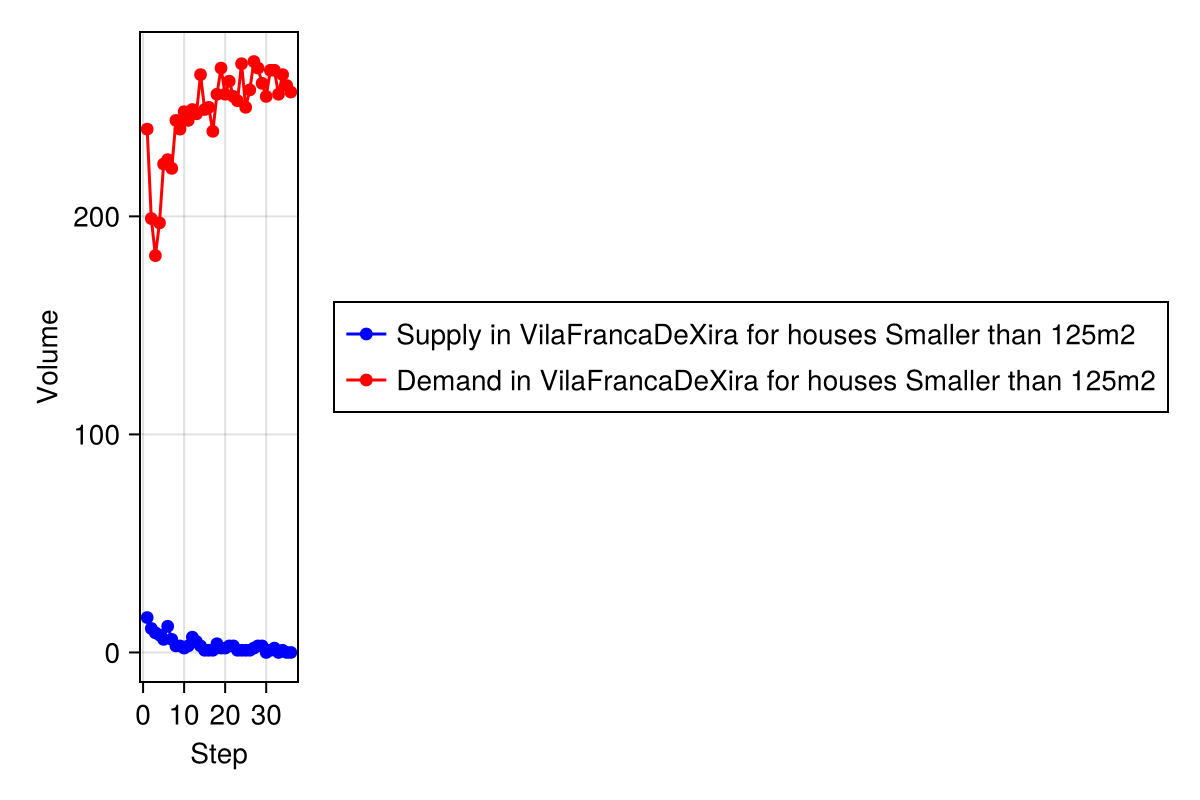 Volume
200
100
0
0 10 20 30
Step
Supply in VilaFrancaDeXira for houses Smaller than 125m2
Demand in VilaFrancaDeXira for houses Smaller than 125m2